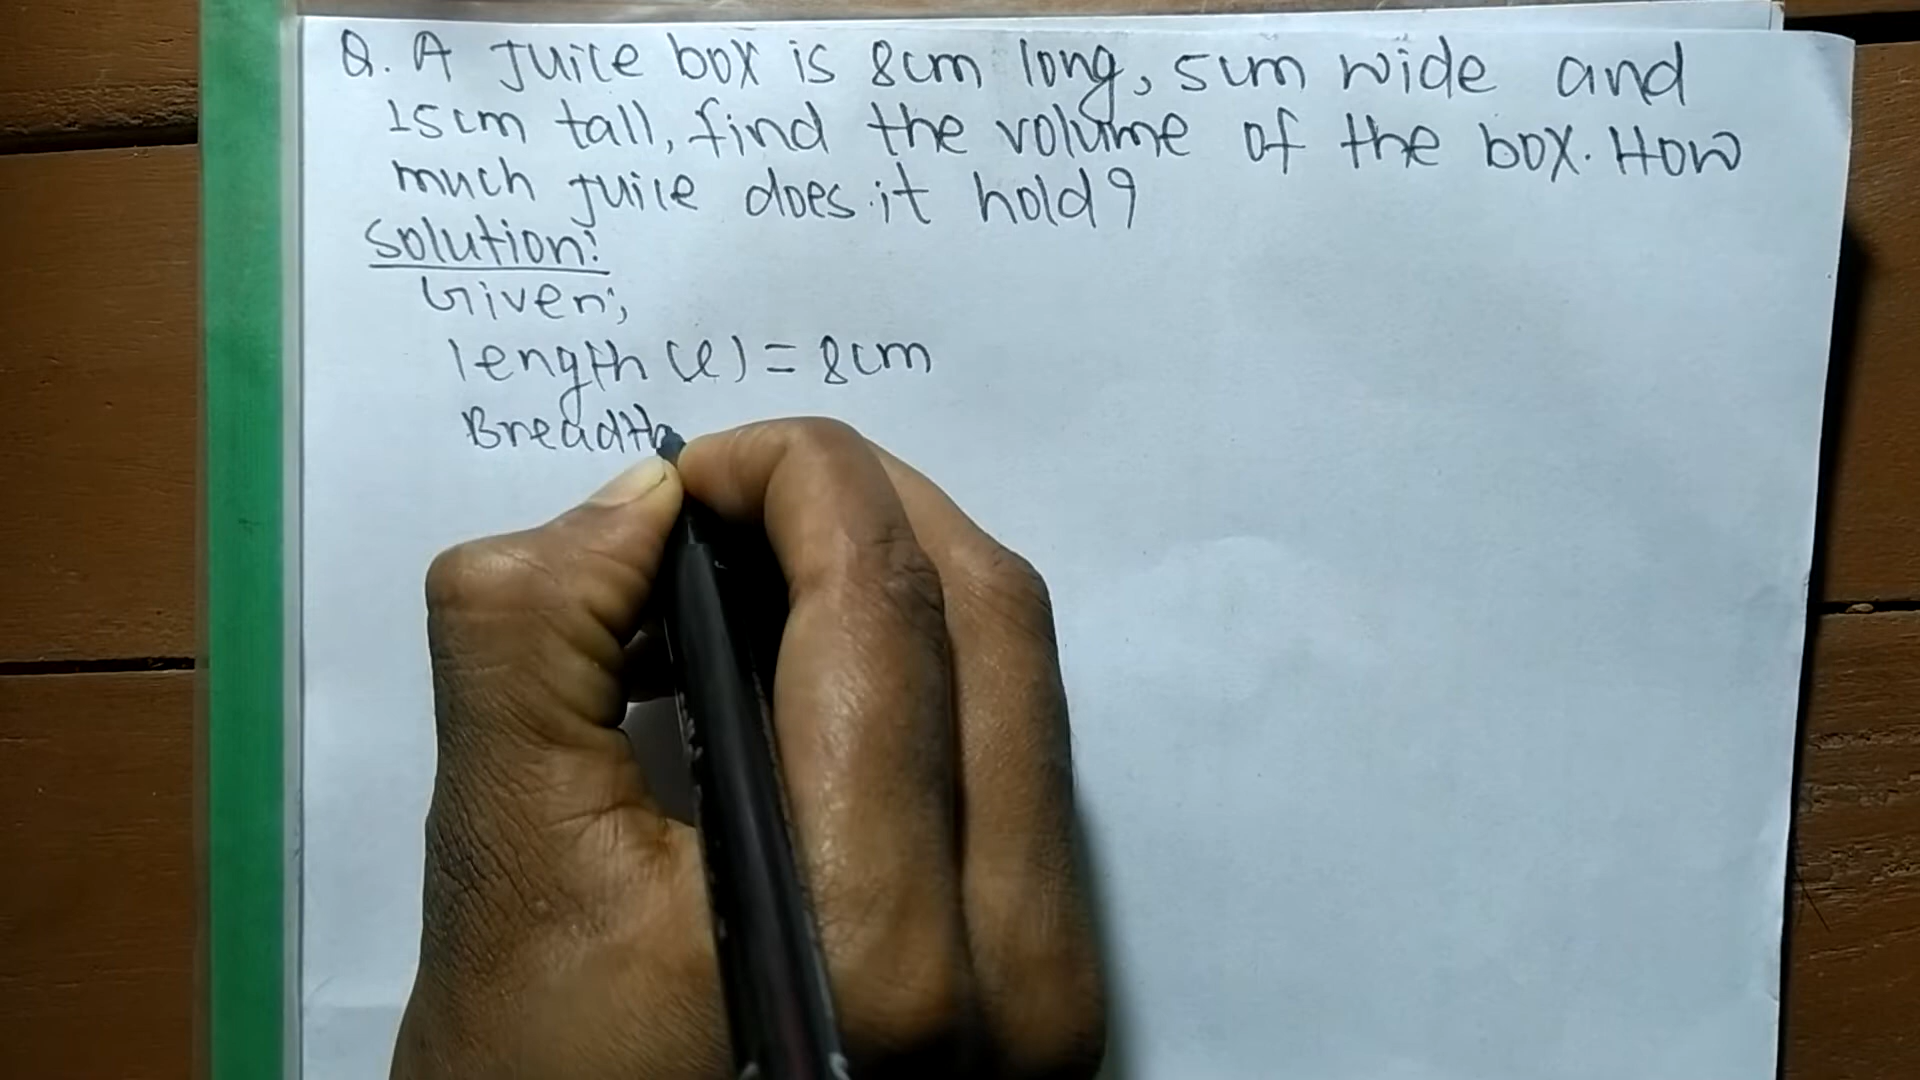 Q. A Juice box is 8cm long, 5cm wide and
15cm tall, find the volume of the box. How
much juice does it hold?
Solution:
Given,
length (l) = 8cm
Breadth